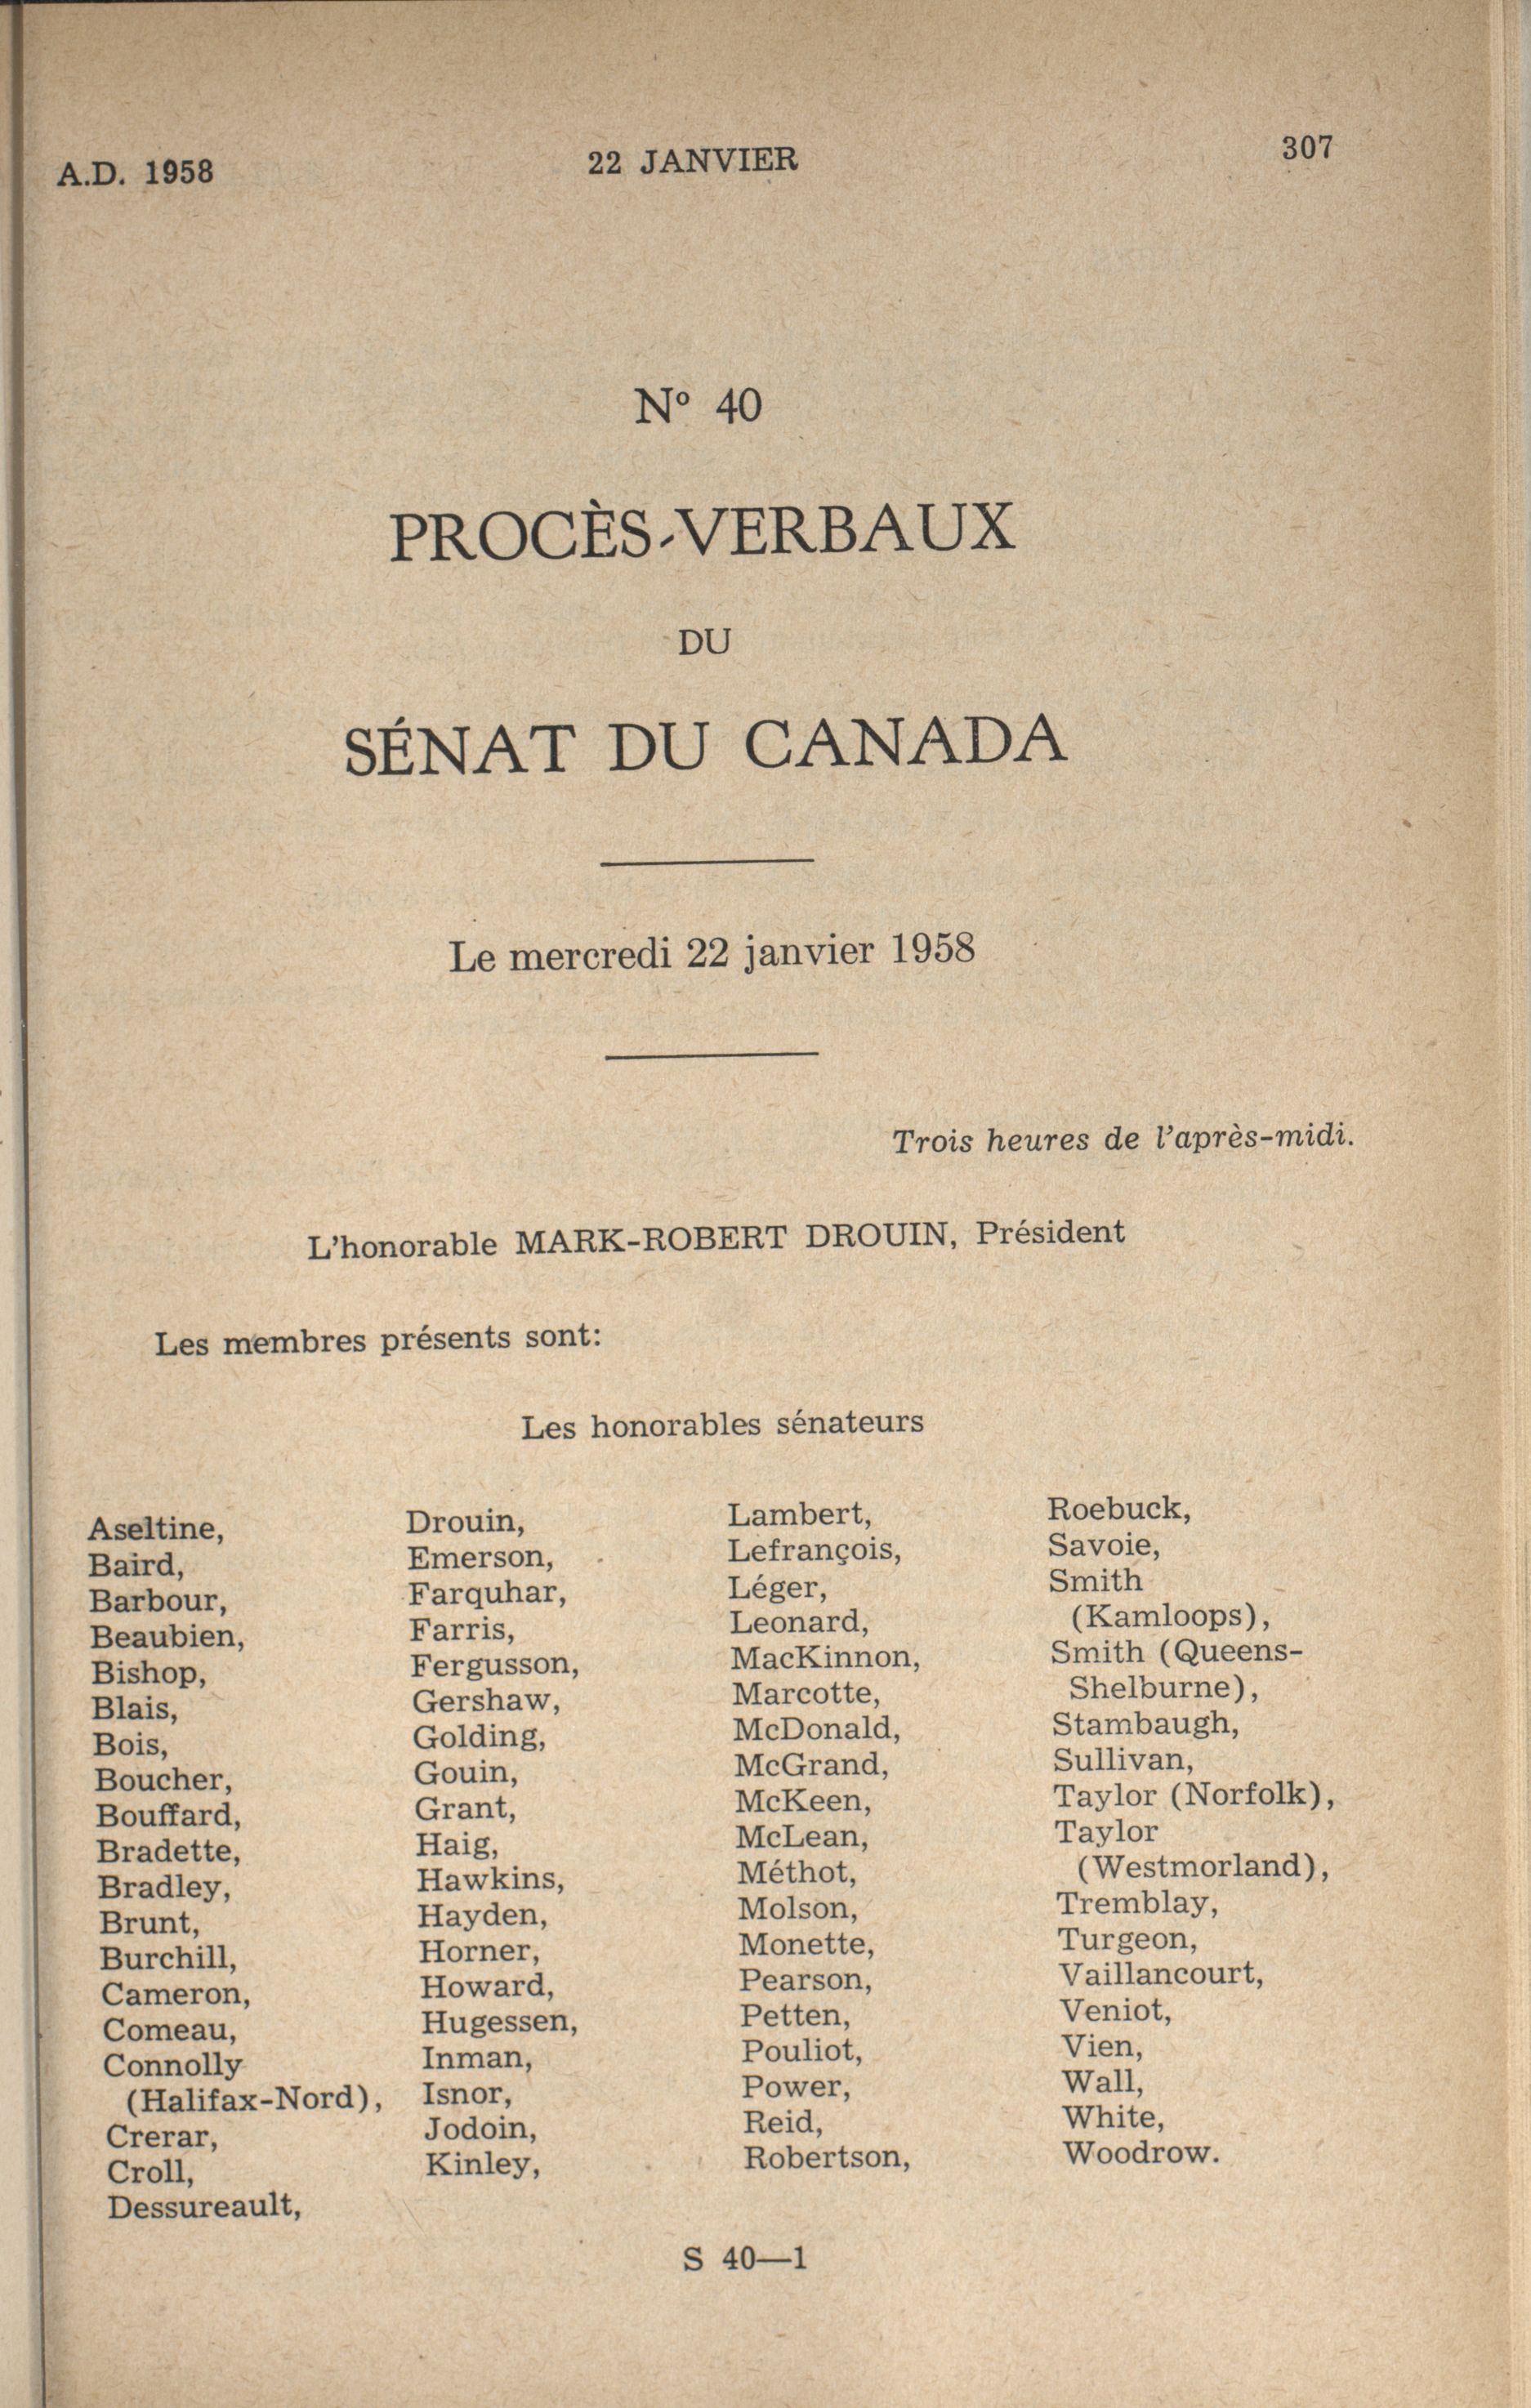 A.D. 1958
22 JANVIER
307
Nº 40
PROCÈS-VERBAUX
DU
SÉNAT DU CANADA
Le mercredi 22 janvier 1958
Trois heures de l'après-midi.
L'honorable MARK-ROBERT DROUIN, Président
Les membres présents sont:
Les honorables sénateurs
Aseltine,
Baird,
Barbour,
Beaubien,
Bishop,
Blais,
Bois,
Boucher,
Bouffard,
Bradette,
Bradley,
Brunt,
Burchill,
Cameron,
Comeau,
Connolly
(Halifax-Nord),
Crerar,
Croll,
Dessureault,
Drouin,
Emerson,
Farquhar,
Farris,
Fergusson,
Gershaw,
Golding,
Gouin,
Grant,
Haig,
Hawkins,
Hayden,
Horner,
Howard,
Hugessen,
Inman,
Isnor,
Jodoin,
Kinley,
Lambert,
Lefrançois,
Léger,
Leonard,
MacKinnon,
Marcotte,
McDonald,
McGrand,
McKeen,
McLean,
Méthot,
Molson,
Monette,
Pearson,
Petten,
Pouliot,
Power,
Reid,
Robertson,
Roebuck,
Savoie,
Smith
(Kamloops),
Smith (Queens-
Shelburne),
Stambaugh,
Sullivan,
Taylor (Norfolk),
Taylor
(Westmorland),
Tremblay,
Turgeon,
Vaillancourt,
Veniot,
Vien,
Wall,
White,
Woodrow.
S 40—1